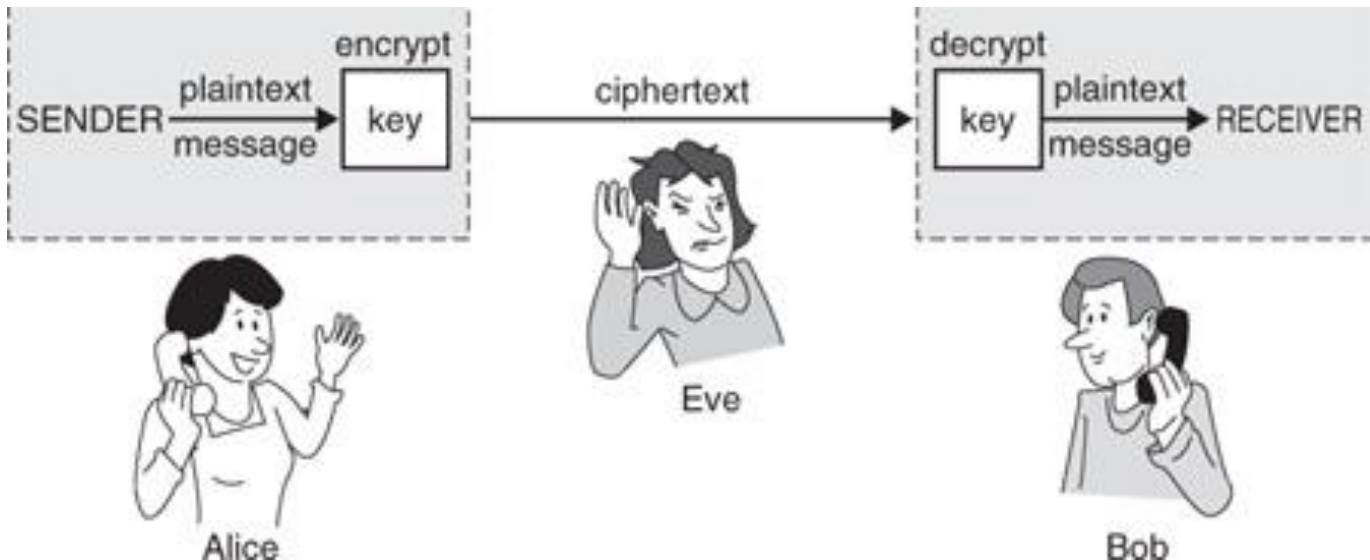 encrypt
decrypt
SENDER
plaintext
message
key
ciphertext
key
plaintext
message
RECEIVER
Eve
Alice
Bob